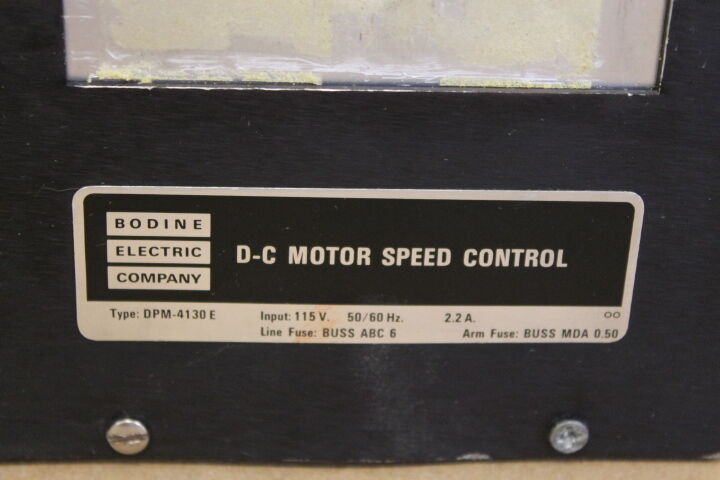 BODINE
ELECTRIC
COMPANY
D-C MOTOR SPEED CONTROL
Type: DPM-4130 E Input: 115 V. 50/60 Hz. 2.2 A. OO
Line Fuse: BUSS ABC 6 Arm Fuse: BUSS MDA 0.50